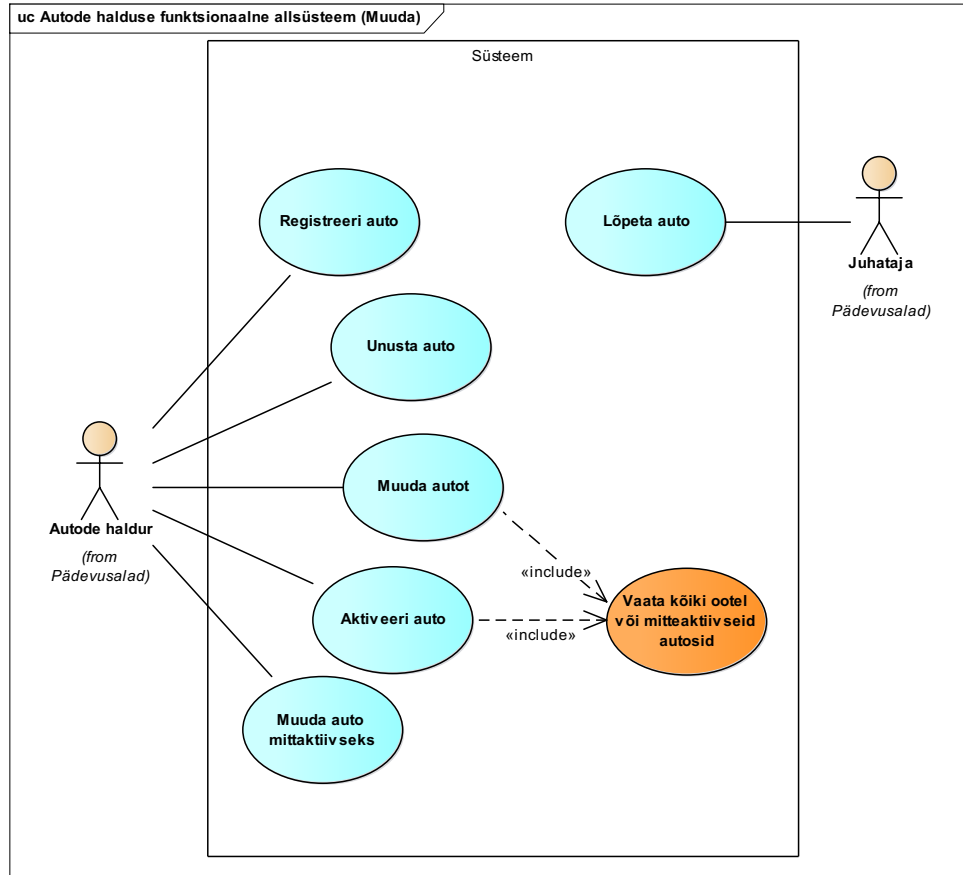 uc Autode halduse funktsionaalne allsüsteem (Muuda)
Süsteem
Registreeri auto
Lõpeta auto
Juhataja
(from
Pädevusalad)
Unusta auto
Autode haldur
(from
Pädevusalad)
Muuda autot
«include»
Aktiveeri auto
«include»
Vaata kõiki ootel
või mitteaktiivseid
autosid
Muuda auto
mittaktiivseks